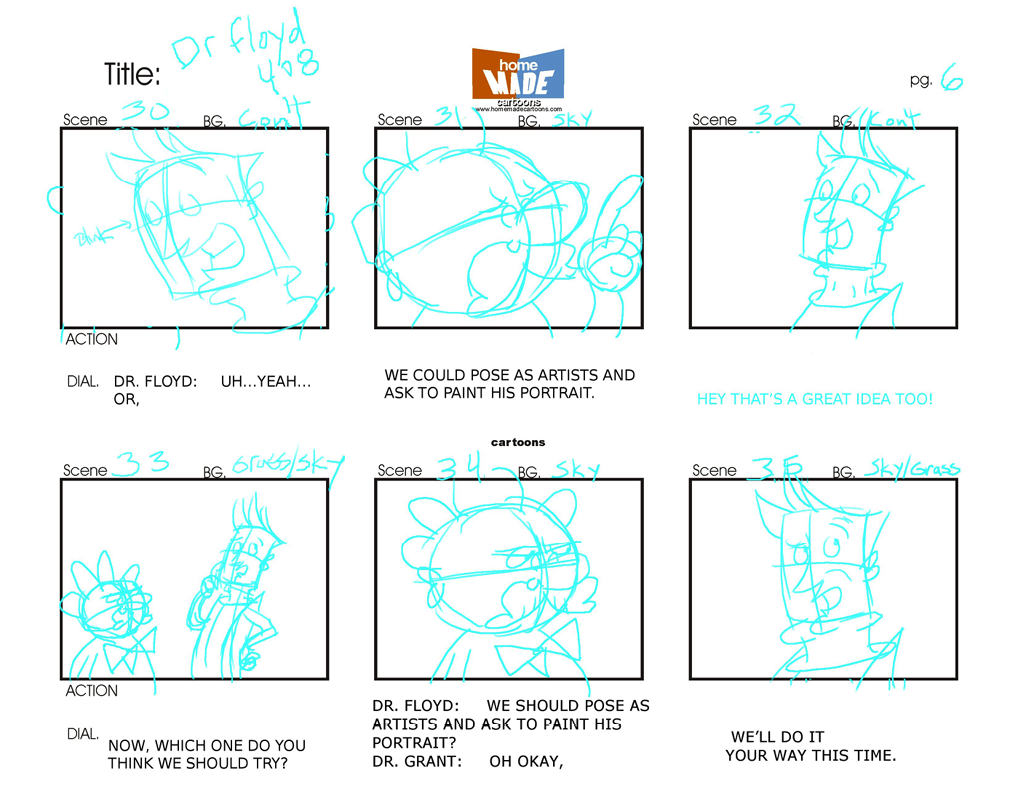 Title: Dr floyd
408
home
MADE
cartoons
www.homemadecartoons.com
pg. 6
Scene 30 BG. Cont
Scene 31 BG. Sky
Scene 32 BG. Cont
Blink
ACTION
DIAL. DR. FLOYD: UH...YEAH...
OR,
WE COULD POSE AS ARTISTS AND
ASK TO PAINT HIS PORTRAIT.
HEY THAT'S A GREAT IDEA TOO!
cartoons
Scene 33 BG. Grass/Sky
Scene 34 BG. Sky
Scene 35 BG. Sky/Grass
ACTION
DIAL.
NOW, WHICH ONE DO YOU
THINK WE SHOULD TRY?
DR. FLOYD: WE SHOULD POSE AS
ARTISTS AND ASK TO PAINT HIS
PORTRAIT?
DR. GRANT: OH OKAY,
WE'LL DO IT
YOUR WAY THIS TIME.